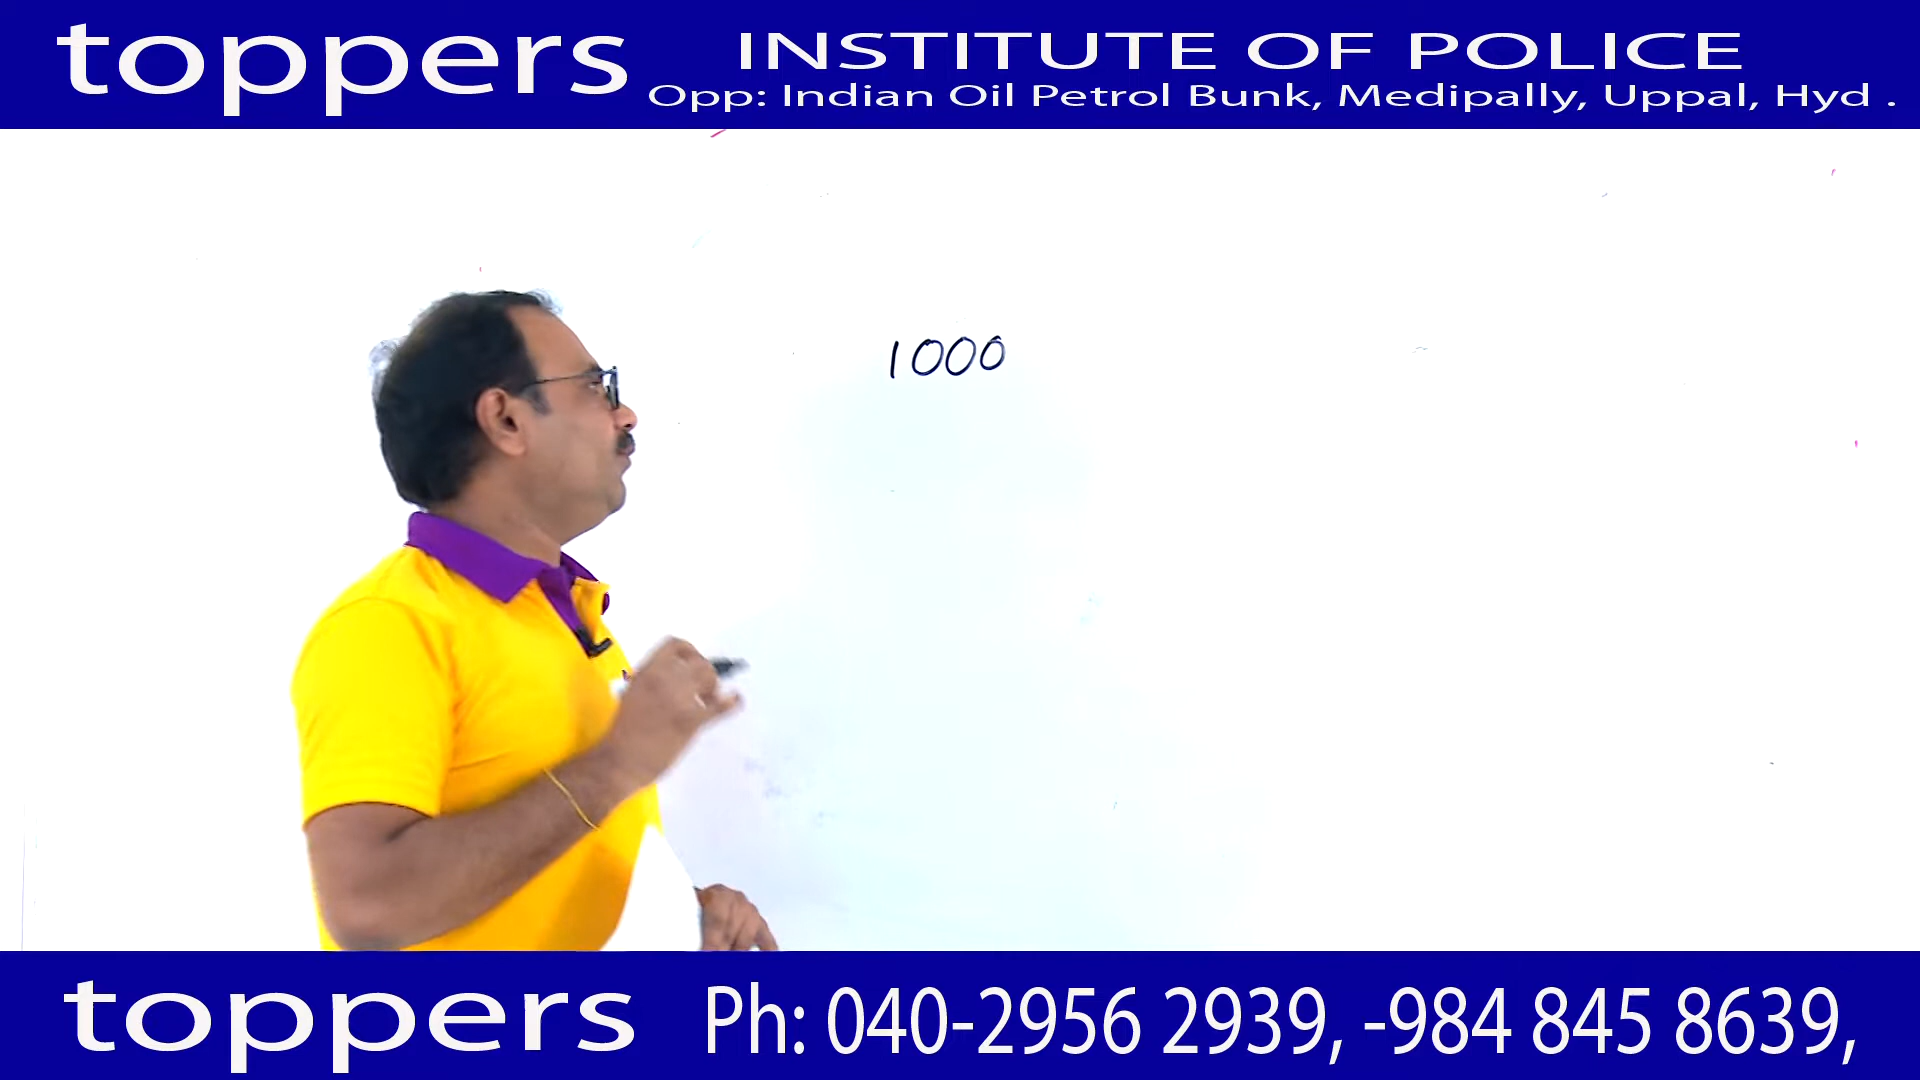 toppers
INSTITUTE OF POLICE
Opp: Indian Oil Petrol Bunk, Medipally, Uppal, Hyd .
1000
toppers
Ph: 040-2956 2939, -984 845 8639,